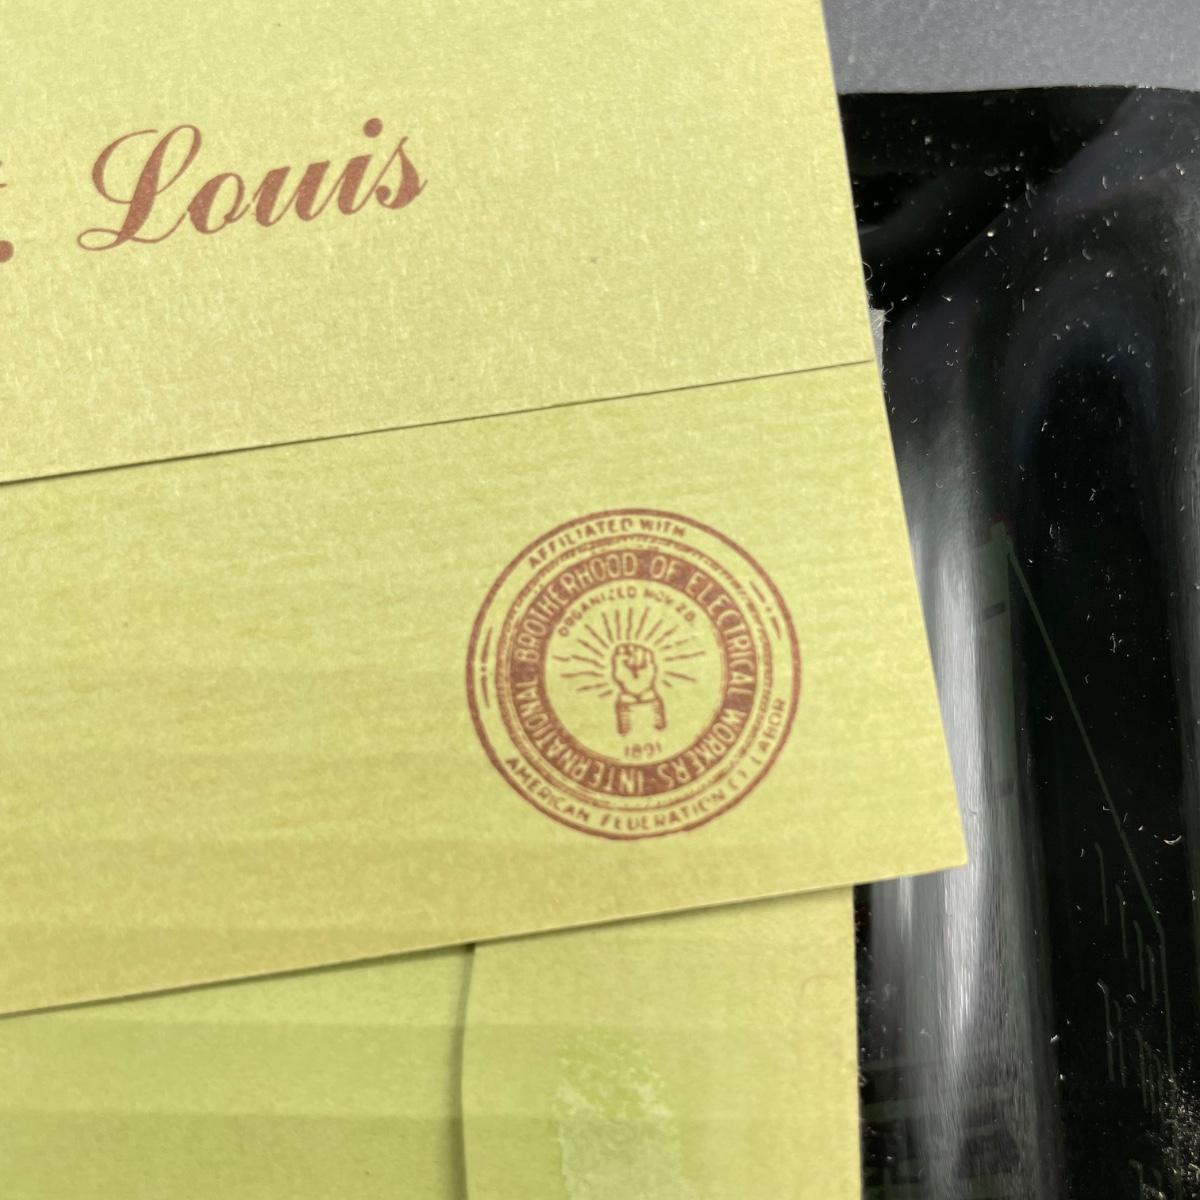 . Louis
AFFILIATED WITH
AMERICAN FEDERATION OF LABOR
INTERNATIONAL BROTHERHOOD OF ELECTRICAL WORKERS
ORGANIZED NOV. 28.
1891